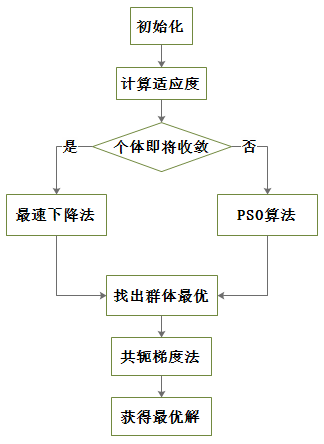 初始化
计算适应度
个体即将收敛
是
否
最速下降法
PSO算法
找出群体最优
共轭梯度法
获得最优解